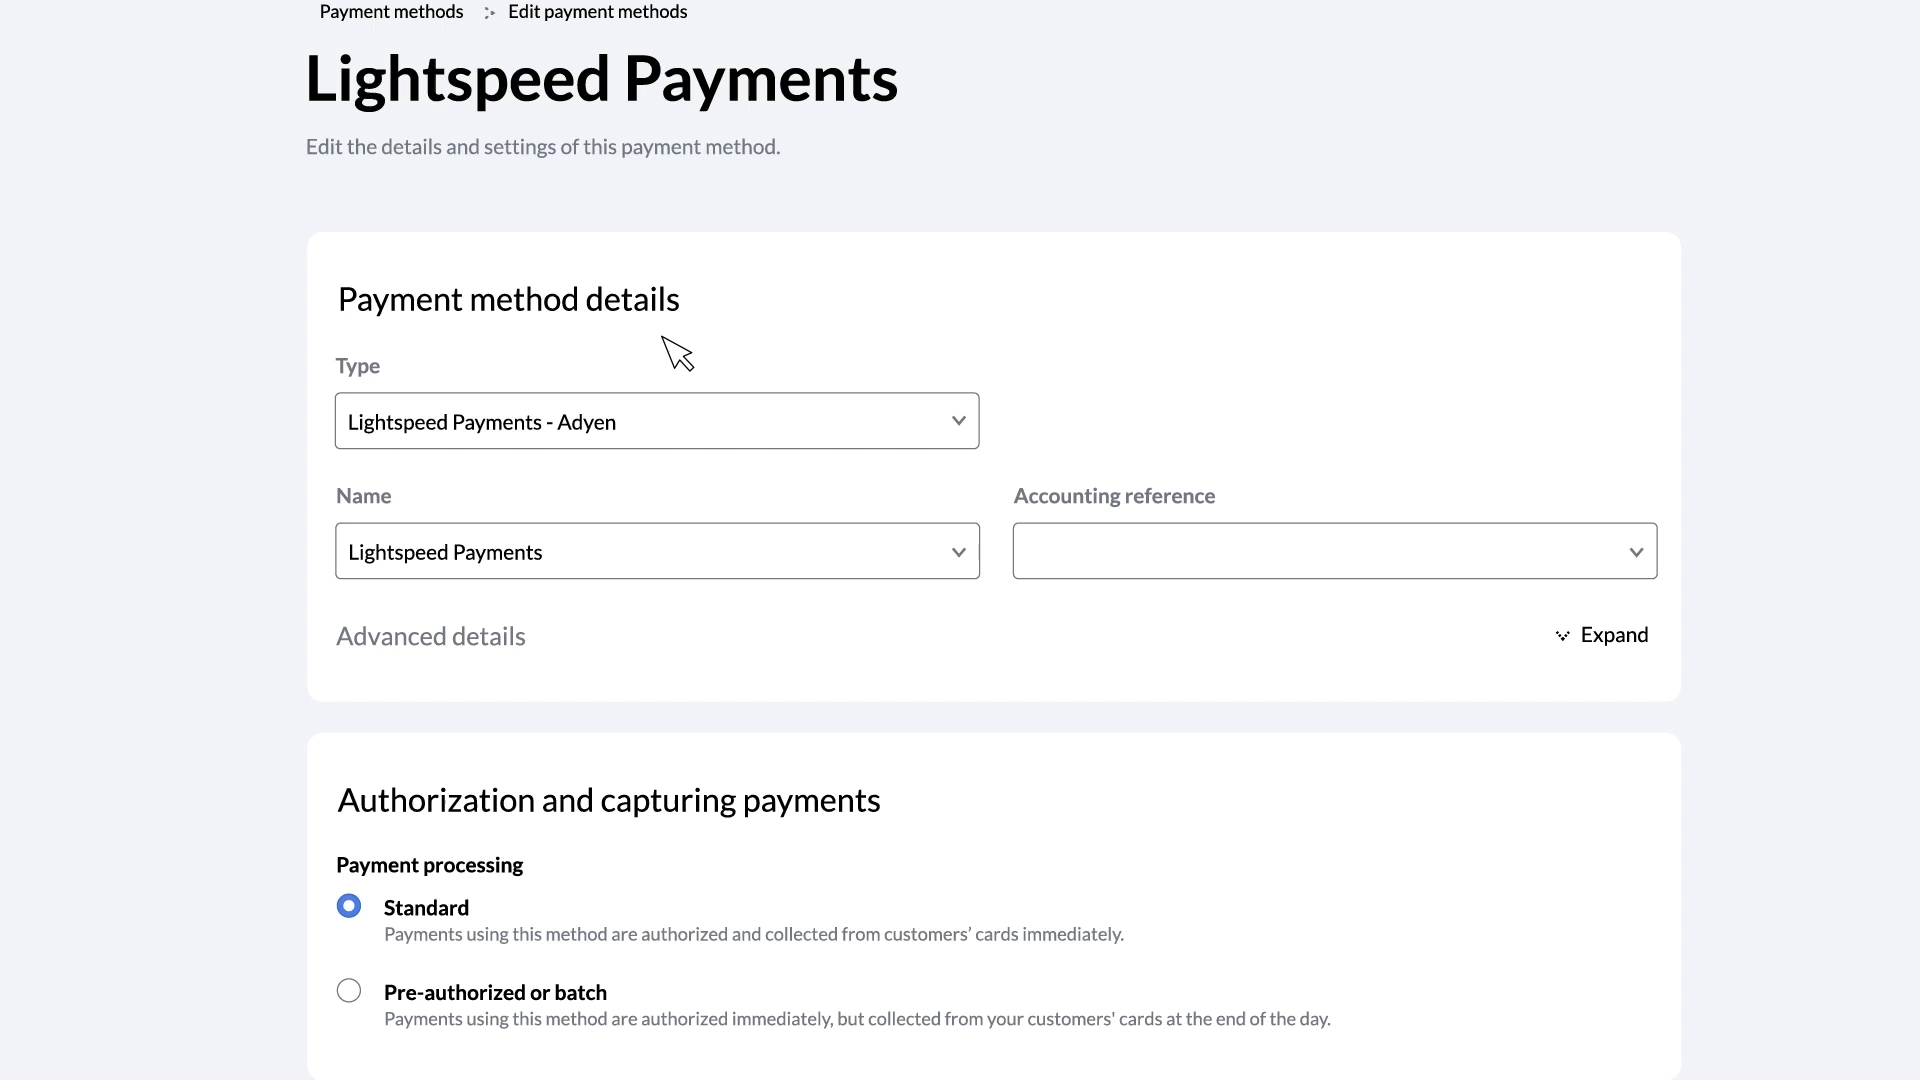 Payment methods Edit payment methods
Lightspeed Payments
Edit the details and settings of this payment method.
Payment method details
Type
Lightspeed Payments - Adyen
Name Accounting reference
Lightspeed Payments
Advanced details Expand
Authorization and capturing payments
Payment processing
Standard
Payments using this method are authorized and collected from customers’ cards immediately.
Pre-authorized or batch
Payments using this method are authorized immediately, but collected from your customers' cards at the end of the day.